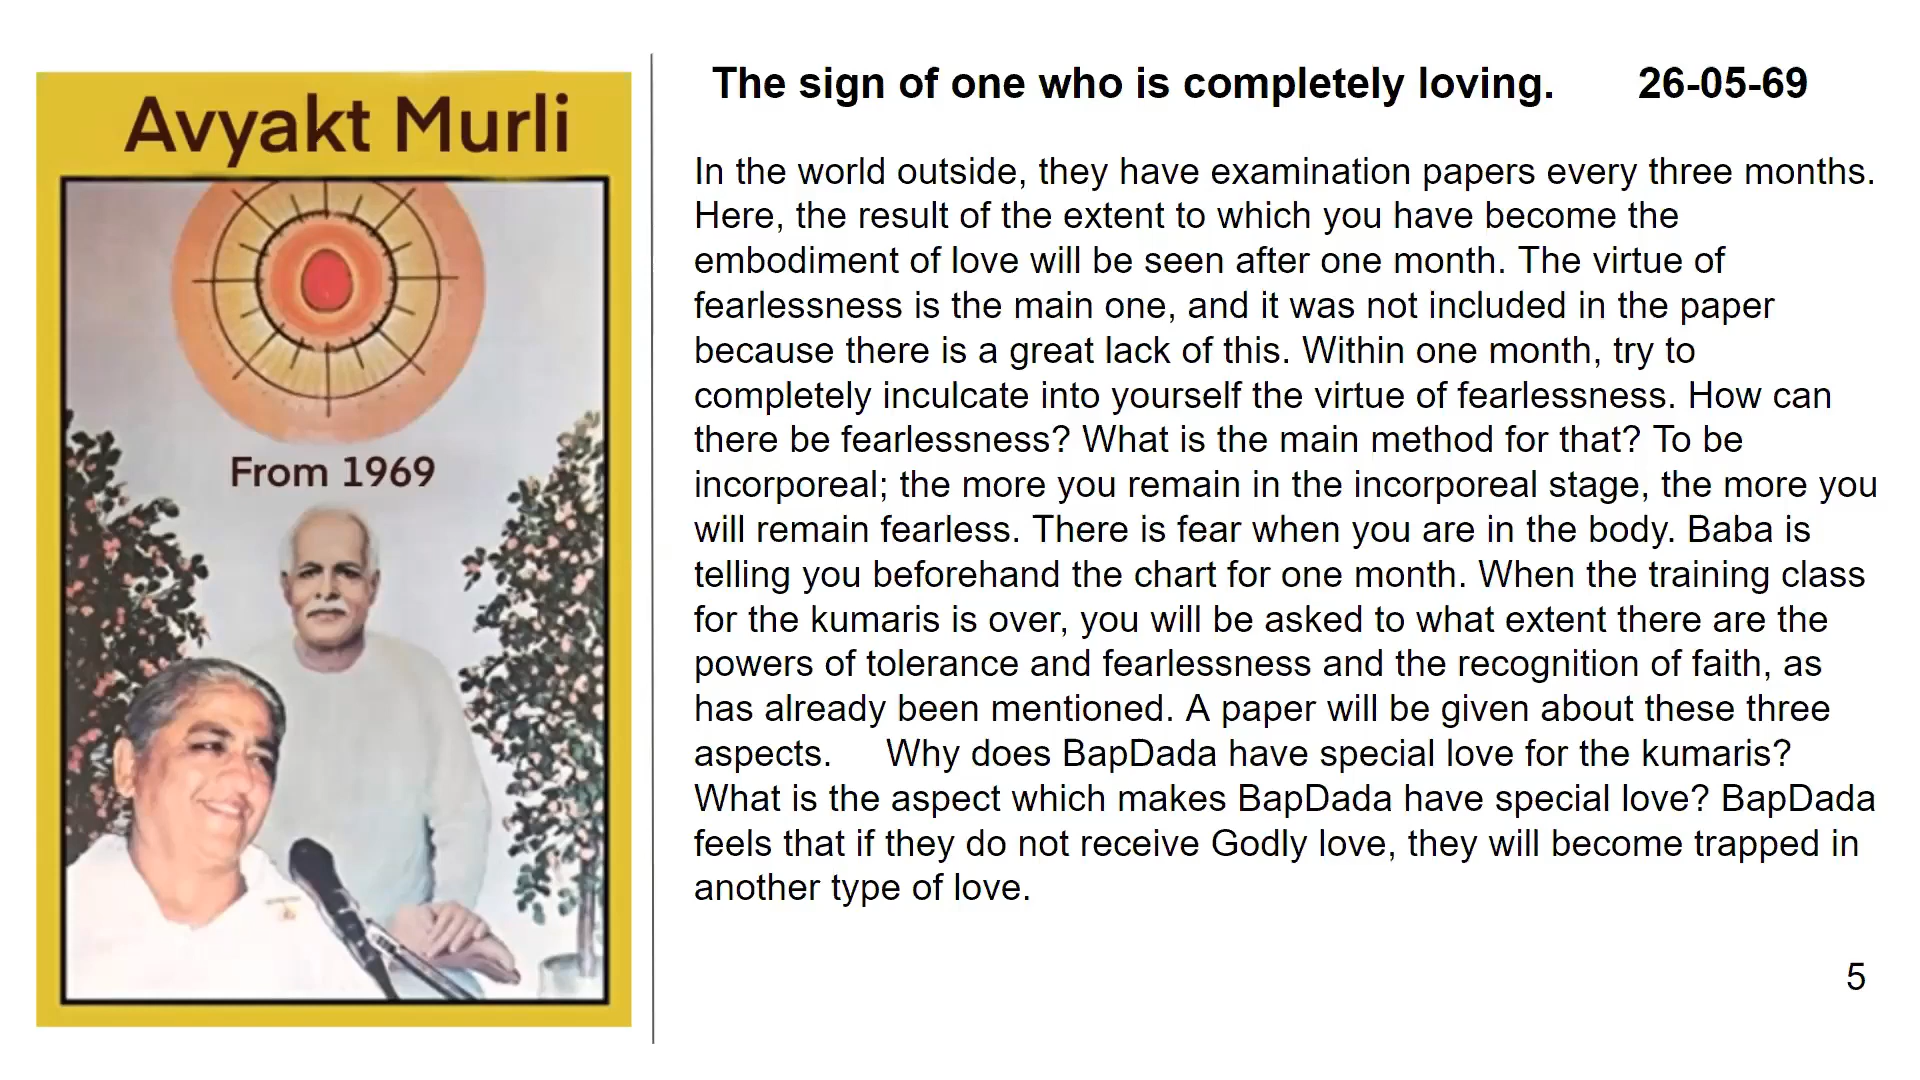 Avyakt Murli
From 1969
The sign of one who is completely loving. 26-05-69
In the world outside, they have examination papers every three months.
Here, the result of the extent to which you have become the
embodiment of love will be seen after one month. The virtue of
fearlessness is the main one, and it was not included in the paper
because there is a great lack of this. Within one month, try to
completely inculcate into yourself the virtue of fearlessness. How can
there be fearlessness? What is the main method for that? To be
incorporeal; the more you remain in the incorporeal stage, the more you
will remain fearless. There is fear when you are in the body. Baba is
telling you beforehand the chart for one month. When the training class
for the kumaris is over, you will be asked to what extent there are the
powers of tolerance and fearlessness and the recognition of faith, as
has already been mentioned. A paper will be given about these three
aspects. Why does BapDada have special love for the kumaris?
What is the aspect which makes BapDada have special love? BapDada
feels that if they do not receive Godly love, they will become trapped in
another type of love.
5